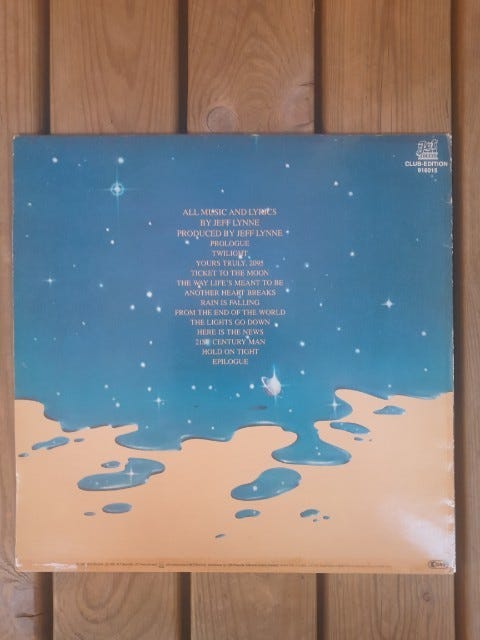 CLUB-EDITION
916015
ALL MUSIC AND LYRICS
BY JEFF LYNNE
PRODUCED BY JEFF LYNNE
PROLOGUE
TWILIGHT
YOURS TRULY, 2095
TICKET TO THE MOON
THE WAY LIFE'S MEANT TO BE
ANOTHER HEART BREAKS
RAIN IS FALLING
FROM THE END OF THE WORLD
THE LIGHTS GO DOWN
HERE IS THE NEWS
21ST CENTURY MAN
HOLD ON TIGHT
EPILOGUE